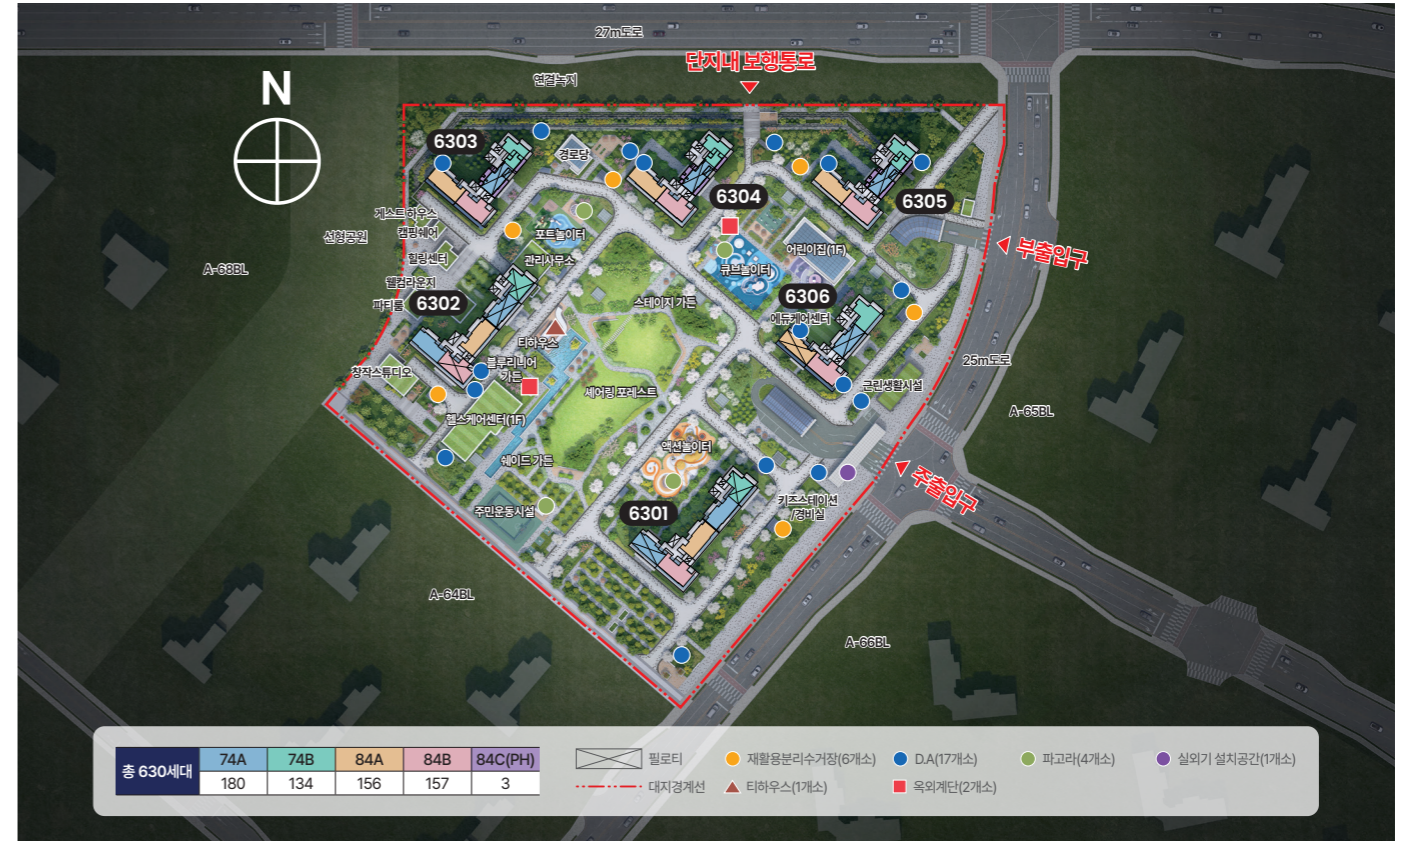 27m도로
단지내 보행통로
연결녹지
N
6303
경로당
6304
6305
게스트하우스
캠핑쉐어
선형공원
포트놀이터
어린이집(1F)
부출입구
힐링센터
관리사무소
A-68BL
큐브놀이터
웰컴라운지
파티룸
6302
스테이지 가든
6306
에듀케어센터
티하우스
25m도로
블루리니어
가든
창작스튜디오
세어링 포레스트
근린생활시설
A-65BL
헬스케어센터(1F)
액션놀이터
쉐이드 가든
주출입구
키즈스테이션
/경비실
주민운동시설
6301
A-64BL
A-66BL
총 630세대
74A 74B 84A 84B 84C(PH)
180 134 156 157 3
필로티
재활용분리수거장(6개소)
D.A(17개소)
파고라(4개소)
실외기 설치공간(1개소)
대지경계선
티하우스(1개소)
옥외계단(2개소)